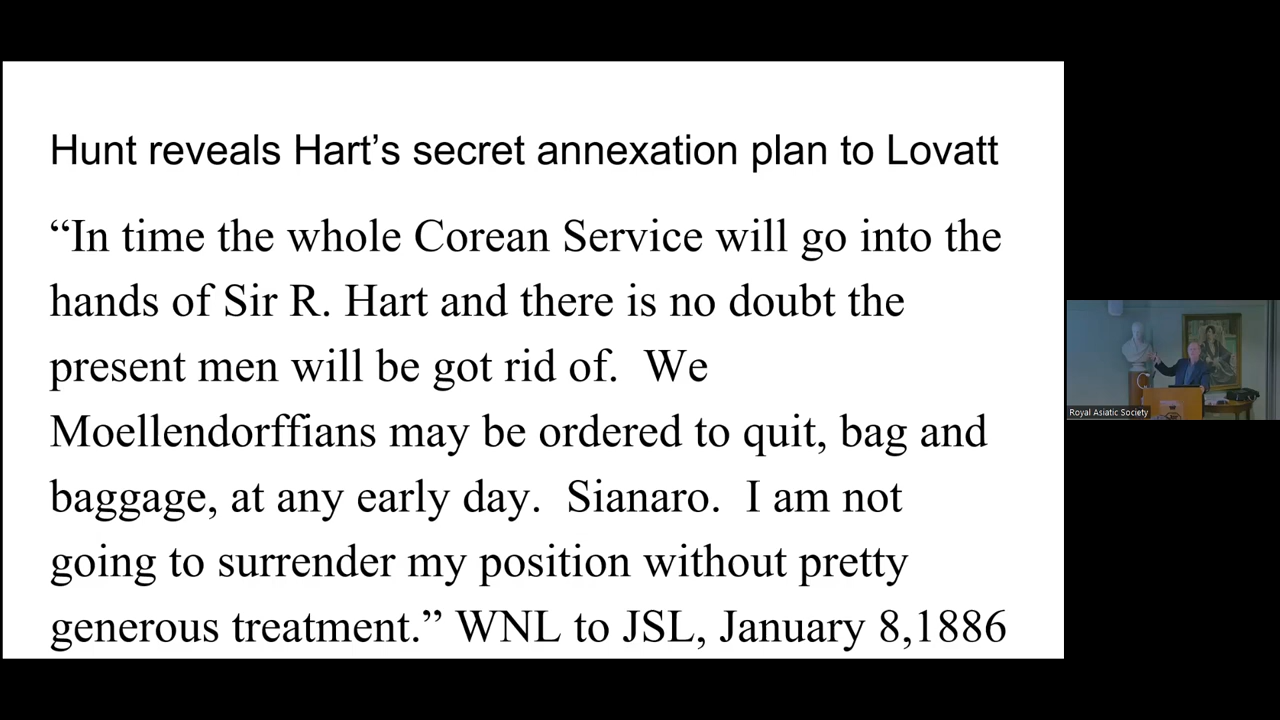 Hunt reveals Hart’s secret annexation plan to Lovatt
“In time the whole Corean Service will go into the
hands of Sir R. Hart and there is no doubt the
present men will be got rid of.  We
Moellendorffians may be ordered to quit, bag and
baggage, at any early day.  Sianaro.  I am not
going to surrender my position without pretty
generous treatment.” WNL to JSL, January 8,1886
Royal Asiatic Society